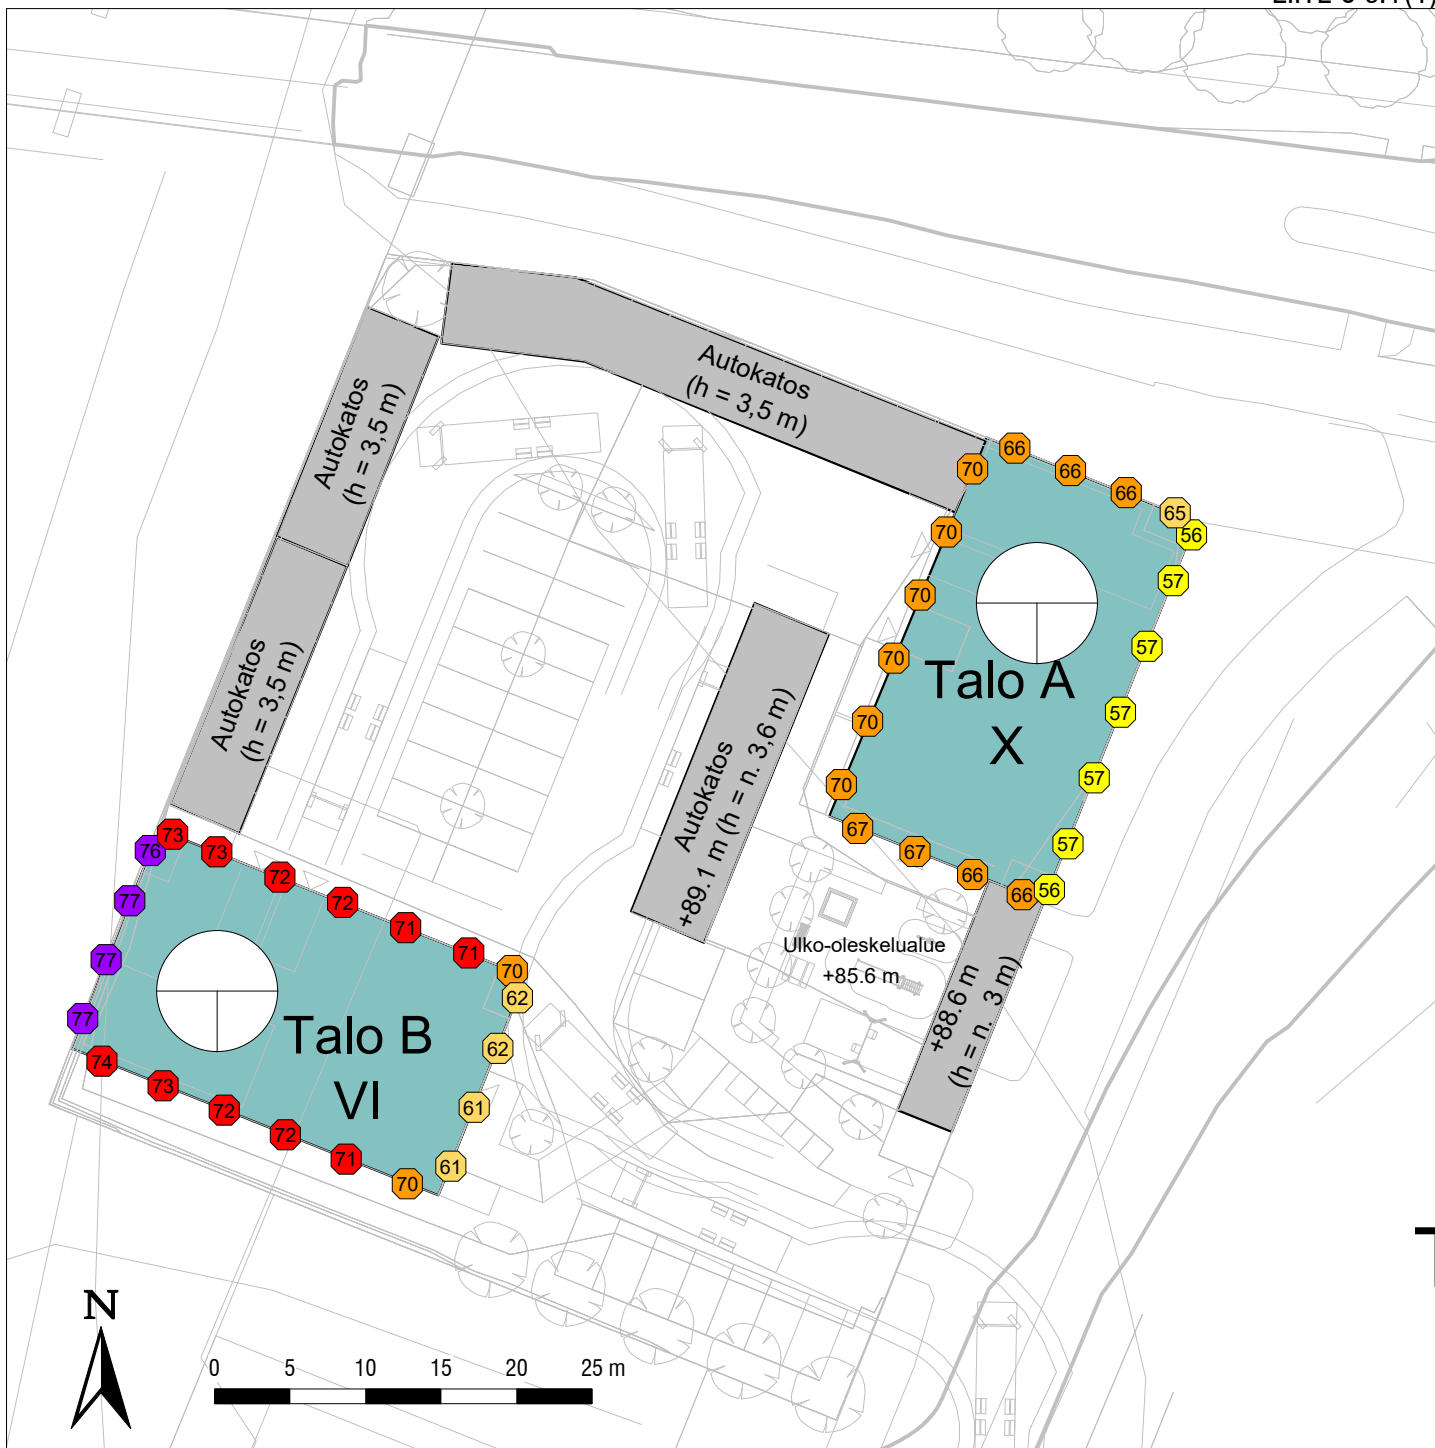 Autokatos
(h = 3,5 m)
Autokatos
(h = 3,5 m)
Autokatos
(h = 3,5 m)
Autokatos
+89.1 m (h = n. 3,6 m)
66
66
66
65
56
57
57
57
57
57
56
70
70
70
70
70
70
67
67
66
66
Talo A
X
Ulko-oleskelualue
+85.6 m
+88.6 m
(h = n. 3 m)
73
73
72
72
71
71
70
62
62
61
61
76
77
77
77
74
73
72
72
71
70
Talo B
VI
N
0 5 10 15 20 25 m